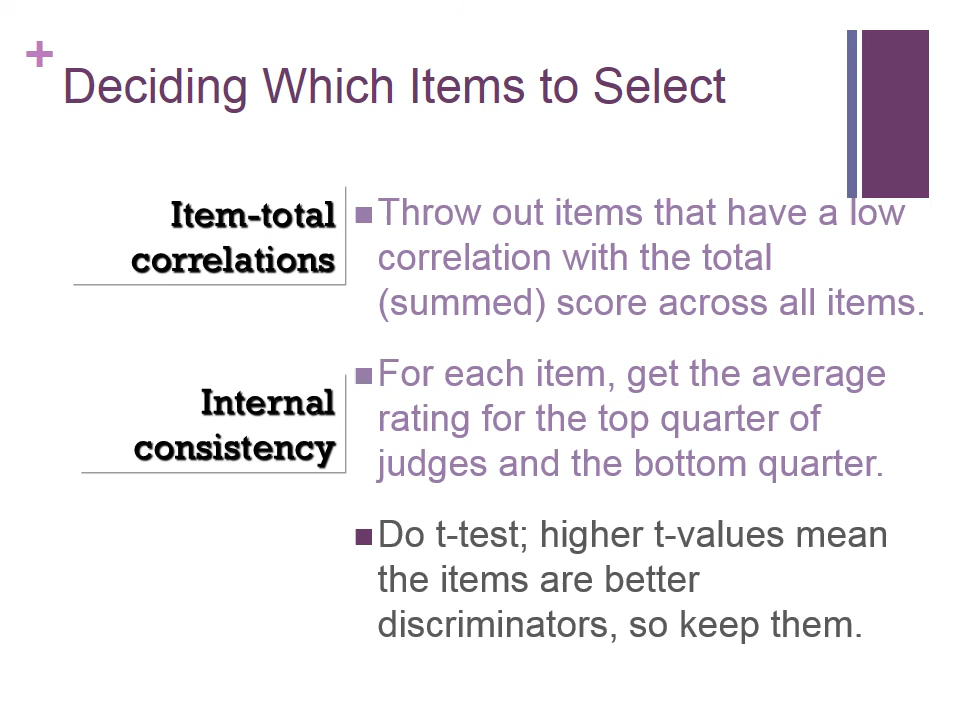 +
Deciding Which Items to Select
Item-total
correlations
Throw out items that have a low
correlation with the total
(summed) score across all items.
Internal
consistency
For each item, get the average
rating for the top quarter of
judges and the bottom quarter.
Do t-test; higher t-values mean
the items are better
discriminators, so keep them.